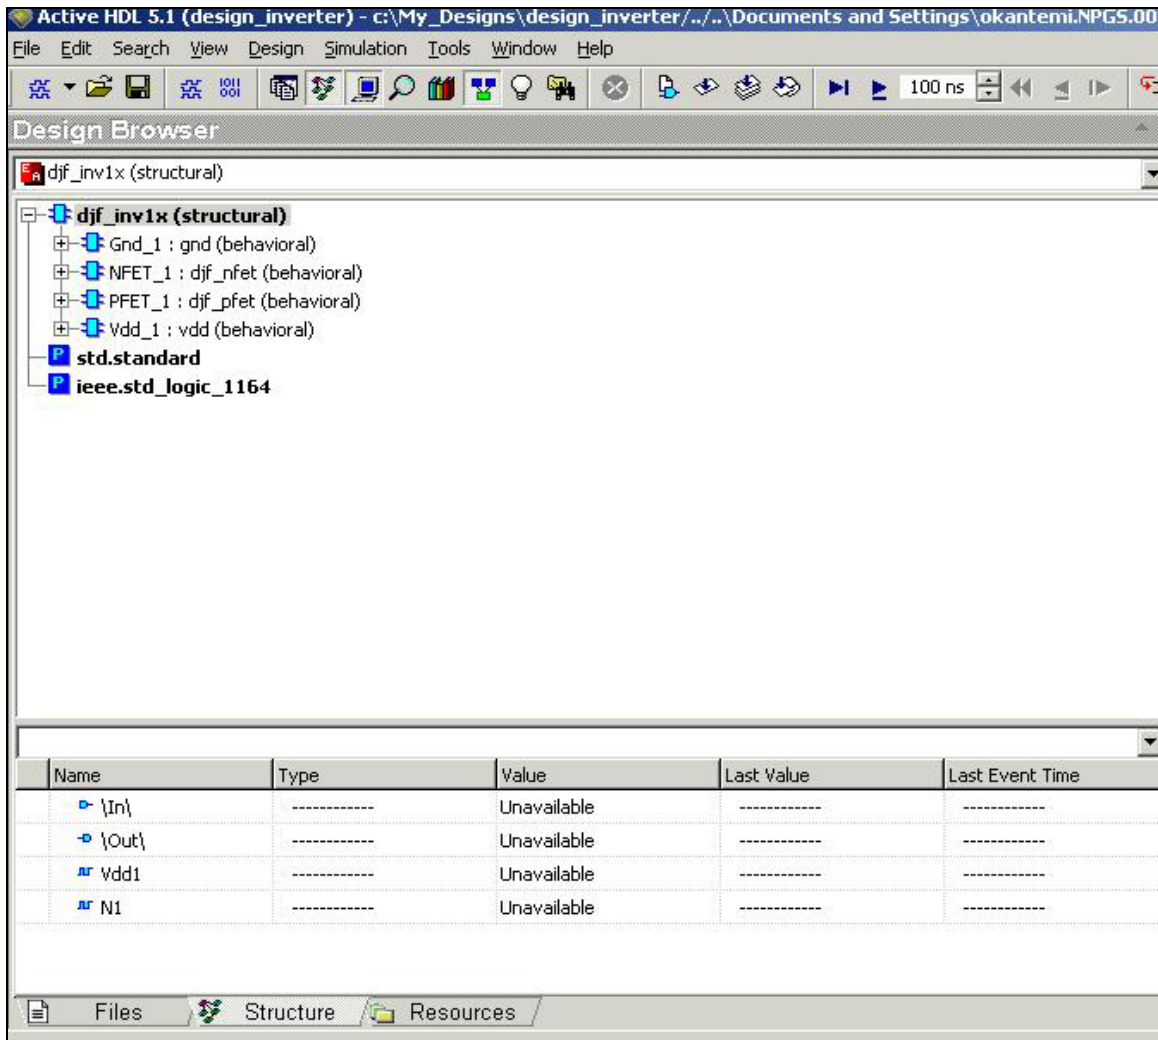 Active HDL 5.1 (design_inverter) - c:\My_Designs\design_inverter/../..\Documents and Settings\okantemi.NPGS.00
File Edit Search View Design Simulation Tools Window Help
100 ns
Design Browser
djf_inv1x (structural)
djf_inv1x (structural)
Gnd_1 : gnd (behavioral)
NFET_1 : djf_nfet (behavioral)
PFET_1 : djf_pfet (behavioral)
Vdd_1 : vdd (behavioral)
std.standard
ieee.std_logic_1164
Name Type Value Last Value Last Event Time
\In\ ------------ Unavailable ------------ ------------
\Out\ ------------ Unavailable ------------ ------------
Vdd1 ------------ Unavailable ------------ ------------
N1 ------------ Unavailable ------------ ------------
Files Structure Resources